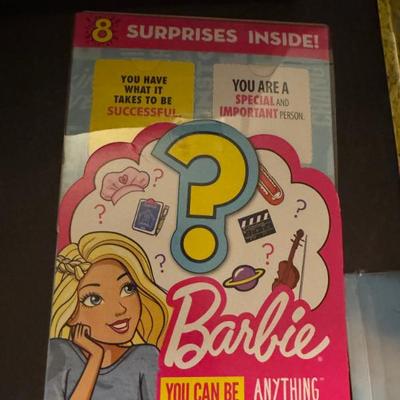 8 SURPRISES INSIDE!
YOU HAVE
WHAT IT
TAKES TO BE
SUCCESSFUL.
YOU ARE A
SPECIAL AND
IMPORTANT PERSON.
?
? ?
? ?
? ?
Barbie®
YOU CAN BE ANYTHING™